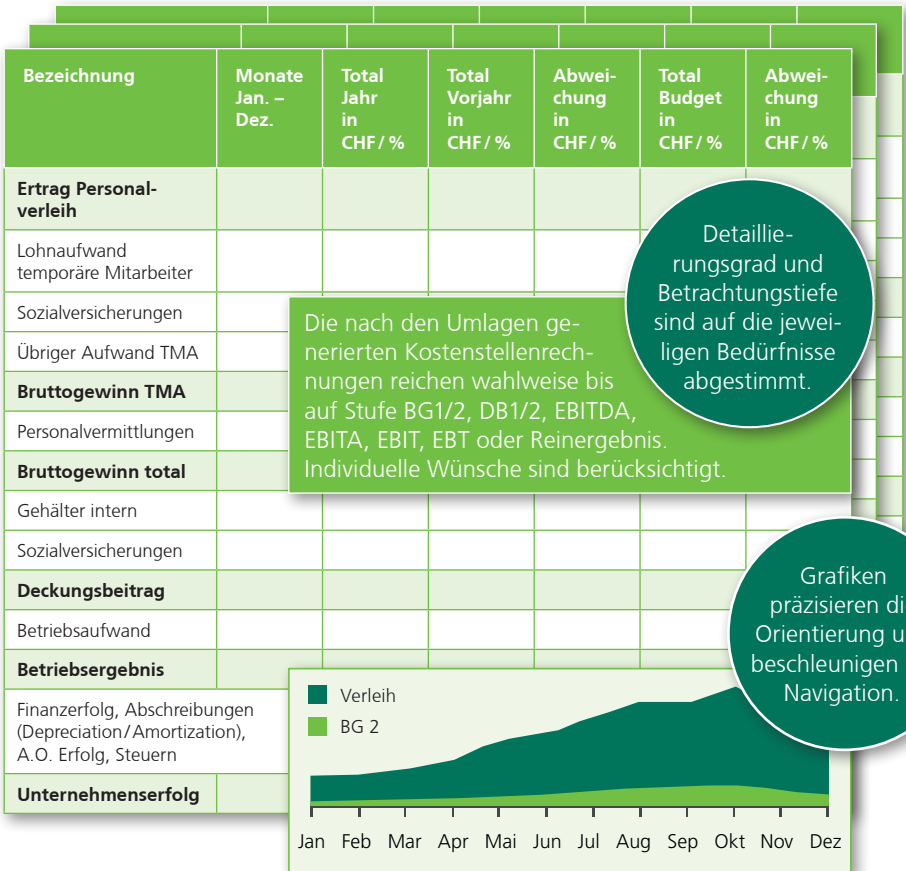 Bezeichnung
Monate
Jan. –
Dez.
Total
Jahr
in
CHF / %
Total
Vorjahr
in
CHF / %
Abwei-
chung
in
CHF / %
Total
Budget
in
CHF / %
Abwei-
chung
in
CHF / %
Ertrag Personal-
verleih
Lohnaufwand
temporäre Mitarbeiter
Sozialversicherungen
Übriger Aufwand TMA
Bruttogewinn TMA
Personalvermittlungen
Bruttogewinn total
Gehälter intern
Sozialversicherungen
Deckungsbeitrag
Betriebsaufwand
Betriebsergebnis
Finanzerfolg, Abschreibungen
(Depreciation / Amortization),
A.O. Erfolg, Steuern
Unternehmenserfolg
Detaillie-
rungsgrad und
Betrachtungstiefe
sind auf die jewei-
ligen Bedürfnisse
abgestimmt.
Die nach den Umlagen ge-
nerierten Kostenstellenrech-
nungen reichen wahlweise bis
auf Stufe BG1/2, DB1/2, EBITDA,
EBITA, EBIT, EBT oder Reinergebnis.
Individuelle Wünsche sind berücksichtigt.
Grafiken
präzisieren di
Orientierung u
beschleunigen
Navigation.
Verleih
BG 2
Jan Feb Mar Apr Mai Jun Jul Aug Sep Okt Nov Dez